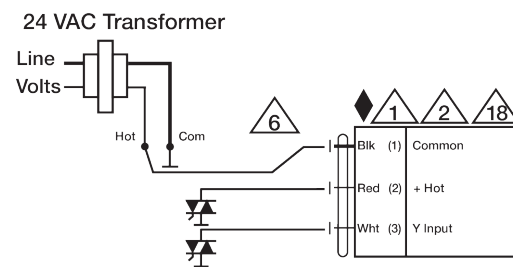 24 VAC Transformer
Line
Volts
Hot Com
6
1 2 18
Blk (1) Common
Red (2) + Hot
Wht (3) Y Input